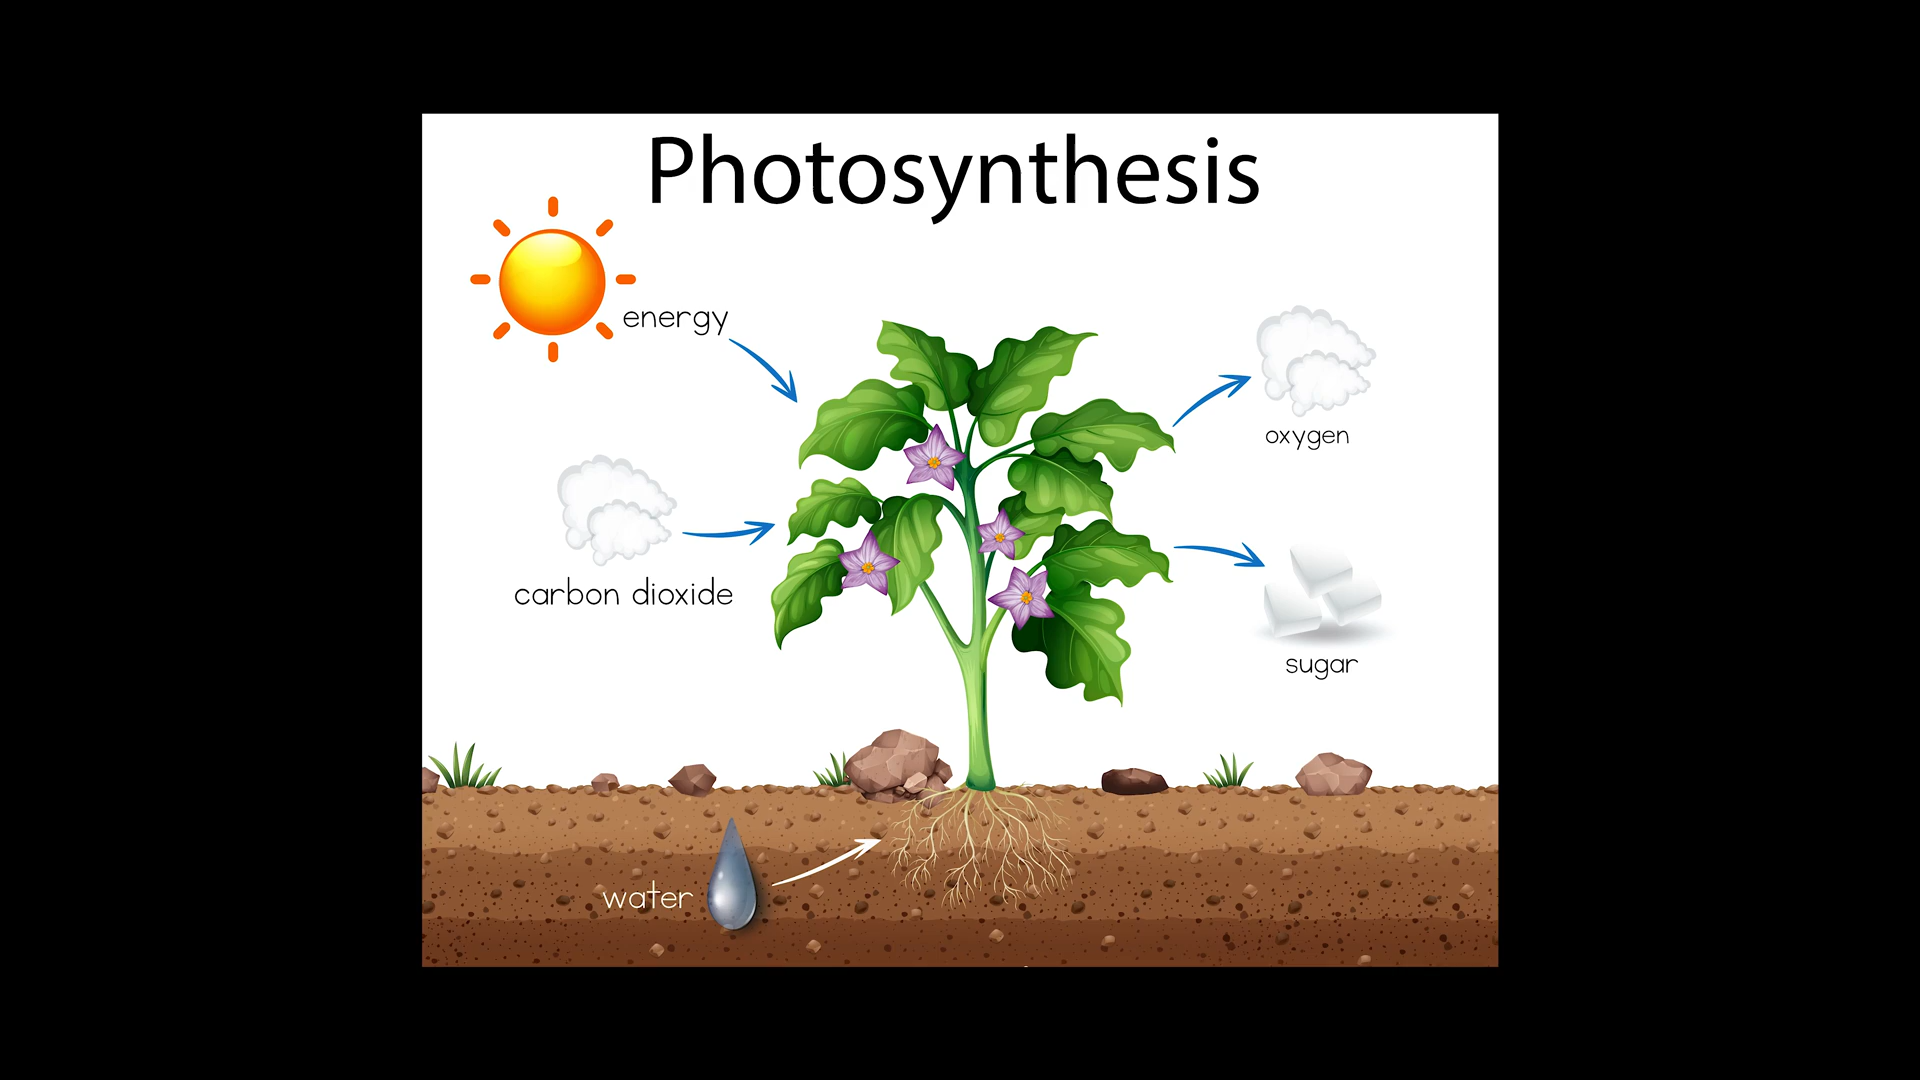 Photosynthesis
energy
oxygen
carbon dioxide
sugar
water